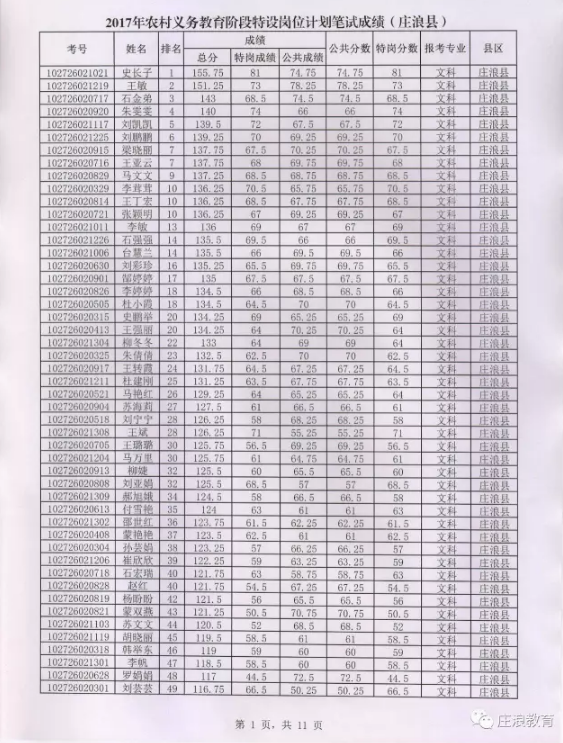 2017年农村义务教育阶段特设岗位计划笔试成绩（庄浪县）
考号 姓名 排名 成绩 公共分数 特岗分数 报考专业 县区
总分 特岗成绩 公共成绩
102726021021 史长子 1 155.75 81 74.75 74.75 81 文科 庄浪县
102726021219 王敏 2 151.25 73 78.25 78.25 73 文科 庄浪县
102726020717 石金弟 3 143 68.5 74.5 74.5 68.5 文科 庄浪县
102726020920 朱雯雯 4 140 74 66 66 74 文科 庄浪县
102726021117 刘凯凯 5 139.5 72 67.5 67.5 72 文科 庄浪县
102726021225 刘鹏鹏 6 139.25 70 69.25 69.25 70 文科 庄浪县
102726020915 梁晓丽 7 137.75 67.5 70.25 70.25 67.5 文科 庄浪县
102726020716 王亚云 7 137.75 68 69.75 69.75 68 文科 庄浪县
102726020829 马文文 9 137.25 68.5 68.75 68.75 68.5 文科 庄浪县
102726020329 李茸茸 10 136.25 70.5 65.75 65.75 70.5 文科 庄浪县
102726020814 王丁宏 10 136.25 68.5 67.75 67.75 68.5 文科 庄浪县
102726020721 张颖明 10 136.25 67 69.25 69.25 67 文科 庄浪县
102726021011 李敏 13 136 69 67 67 69 文科 庄浪县
102726021226 石强强 14 135.5 69.5 66 66 69.5 文科 庄浪县
102726021006 台慧兰 14 135.5 66 69.5 69.5 66 文科 庄浪县
102726020630 刘彩珍 16 135.25 65.5 69.75 69.75 65.5 文科 庄浪县
102726020901 郜婷婷 17 135 67.5 67.5 67.5 67.5 文科 庄浪县
102726020826 李婷婷 18 134.5 66 68.5 68.5 66 文科 庄浪县
102726020505 杜小霞 18 134.5 64.5 70 70 64.5 文科 庄浪县
102726020315 史鹏举 20 134.25 69 65.25 65.25 69 文科 庄浪县
102726020413 王强丽 20 134.25 64 70.25 70.25 64 文科 庄浪县
102726021304 柳冬冬 22 133 64 69 69 64 文科 庄浪县
102726020325 朱倩倩 23 132.5 62.5 70 70 62.5 文科 庄浪县
102726020917 王转霞 24 131.75 64.5 67.25 67.25 64.5 文科 庄浪县
102726021211 杜建刚 25 131.25 63.5 67.75 67.75 63.5 文科 庄浪县
102726020521 马艳红 26 129.25 64 65.25 65.25 64 文科 庄浪县
102726020904 苏海莉 27 127.5 61 66.5 66.5 61 文科 庄浪县
102726020518 刘宁宁 28 126.25 58 68.25 68.25 58 文科 庄浪县
102726021308 王斌 28 126.25 71 55.25 55.25 71 文科 庄浪县
102726020705 王璐璐 30 125.75 56.5 69.25 69.25 56.5 文科 庄浪县
102726021204 马万里 30 125.75 61 64.75 64.75 61 文科 庄浪县
102726020913 柳婕 32 125.5 60 65.5 65.5 60 文科 庄浪县
102726020808 刘亚娟 32 125.5 68.5 57 57 68.5 文科 庄浪县
102726021309 郝旭娥 34 124.5 58 66.5 66.5 58 文科 庄浪县
102726020613 付雪艳 35 124 63 61 61 63 文科 庄浪县
102726021302 邵世红 36 123.75 61.5 62.25 62.25 61.5 文科 庄浪县
102726020408 蒙艳艳 37 123.5 62.5 61 61 62.5 文科 庄浪县
102726020304 孙芸娟 38 123.25 57 66.25 66.25 57 文科 庄浪县
102726021206 崔欣欣 39 122.25 59 63.25 63.25 59 文科 庄浪县
102726020718 石宏瑞 40 121.75 63 58.75 58.75 63 文科 庄浪县
102726020828 赵红 40 121.75 54.5 67.25 67.25 54.5 文科 庄浪县
102726020819 杨盼盼 42 121.5 56 65.5 65.5 56 文科 庄浪县
102726020821 蒙双燕 43 121.25 50.5 70.75 70.75 50.5 文科 庄浪县
102726021103 苏文文 44 120.5 52 68.5 68.5 52 文科 庄浪县
102726021119 胡晓丽 45 119.5 58.5 61 61 58.5 文科 庄浪县
102726020318 韩举东 46 119 59 60 60 59 文科 庄浪县
102726021301 李帆 47 118.5 58.5 60 60 58.5 文科 庄浪县
102726020628 罗娟娟 48 117 44.5 72.5 72.5 44.5 文科 庄浪县
102726020301 刘芸芸 49 116.75 66.5 50.25 50.25 66.5 文科 庄浪县
第 1 页，共 11 页
庄浪教育